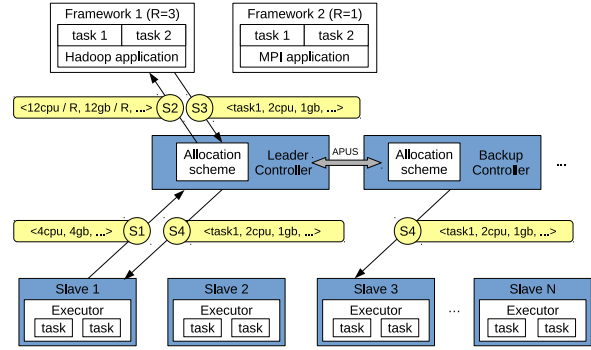 Framework 1 (R=3)
task 1 task 2
Hadoop application
Framework 2 (R=1)
task 1 task 2
MPI application
<12cpu / R, 12gb / R, ...> S2
S3 <task1, 2cpu, 1gb, ...>
Allocation
scheme
Leader
Controller
APUS
Allocation
scheme
Backup
Controller
...
<4cpu, 4gb, ...> S1
S4 <task1, 2cpu, 1gb, ...>
S4 <task1, 2cpu, 1gb, ...>
Slave 1
Executor
task task
Slave 2
Executor
task task
Slave 3
Executor
task task
...
Slave N
Executor
task task